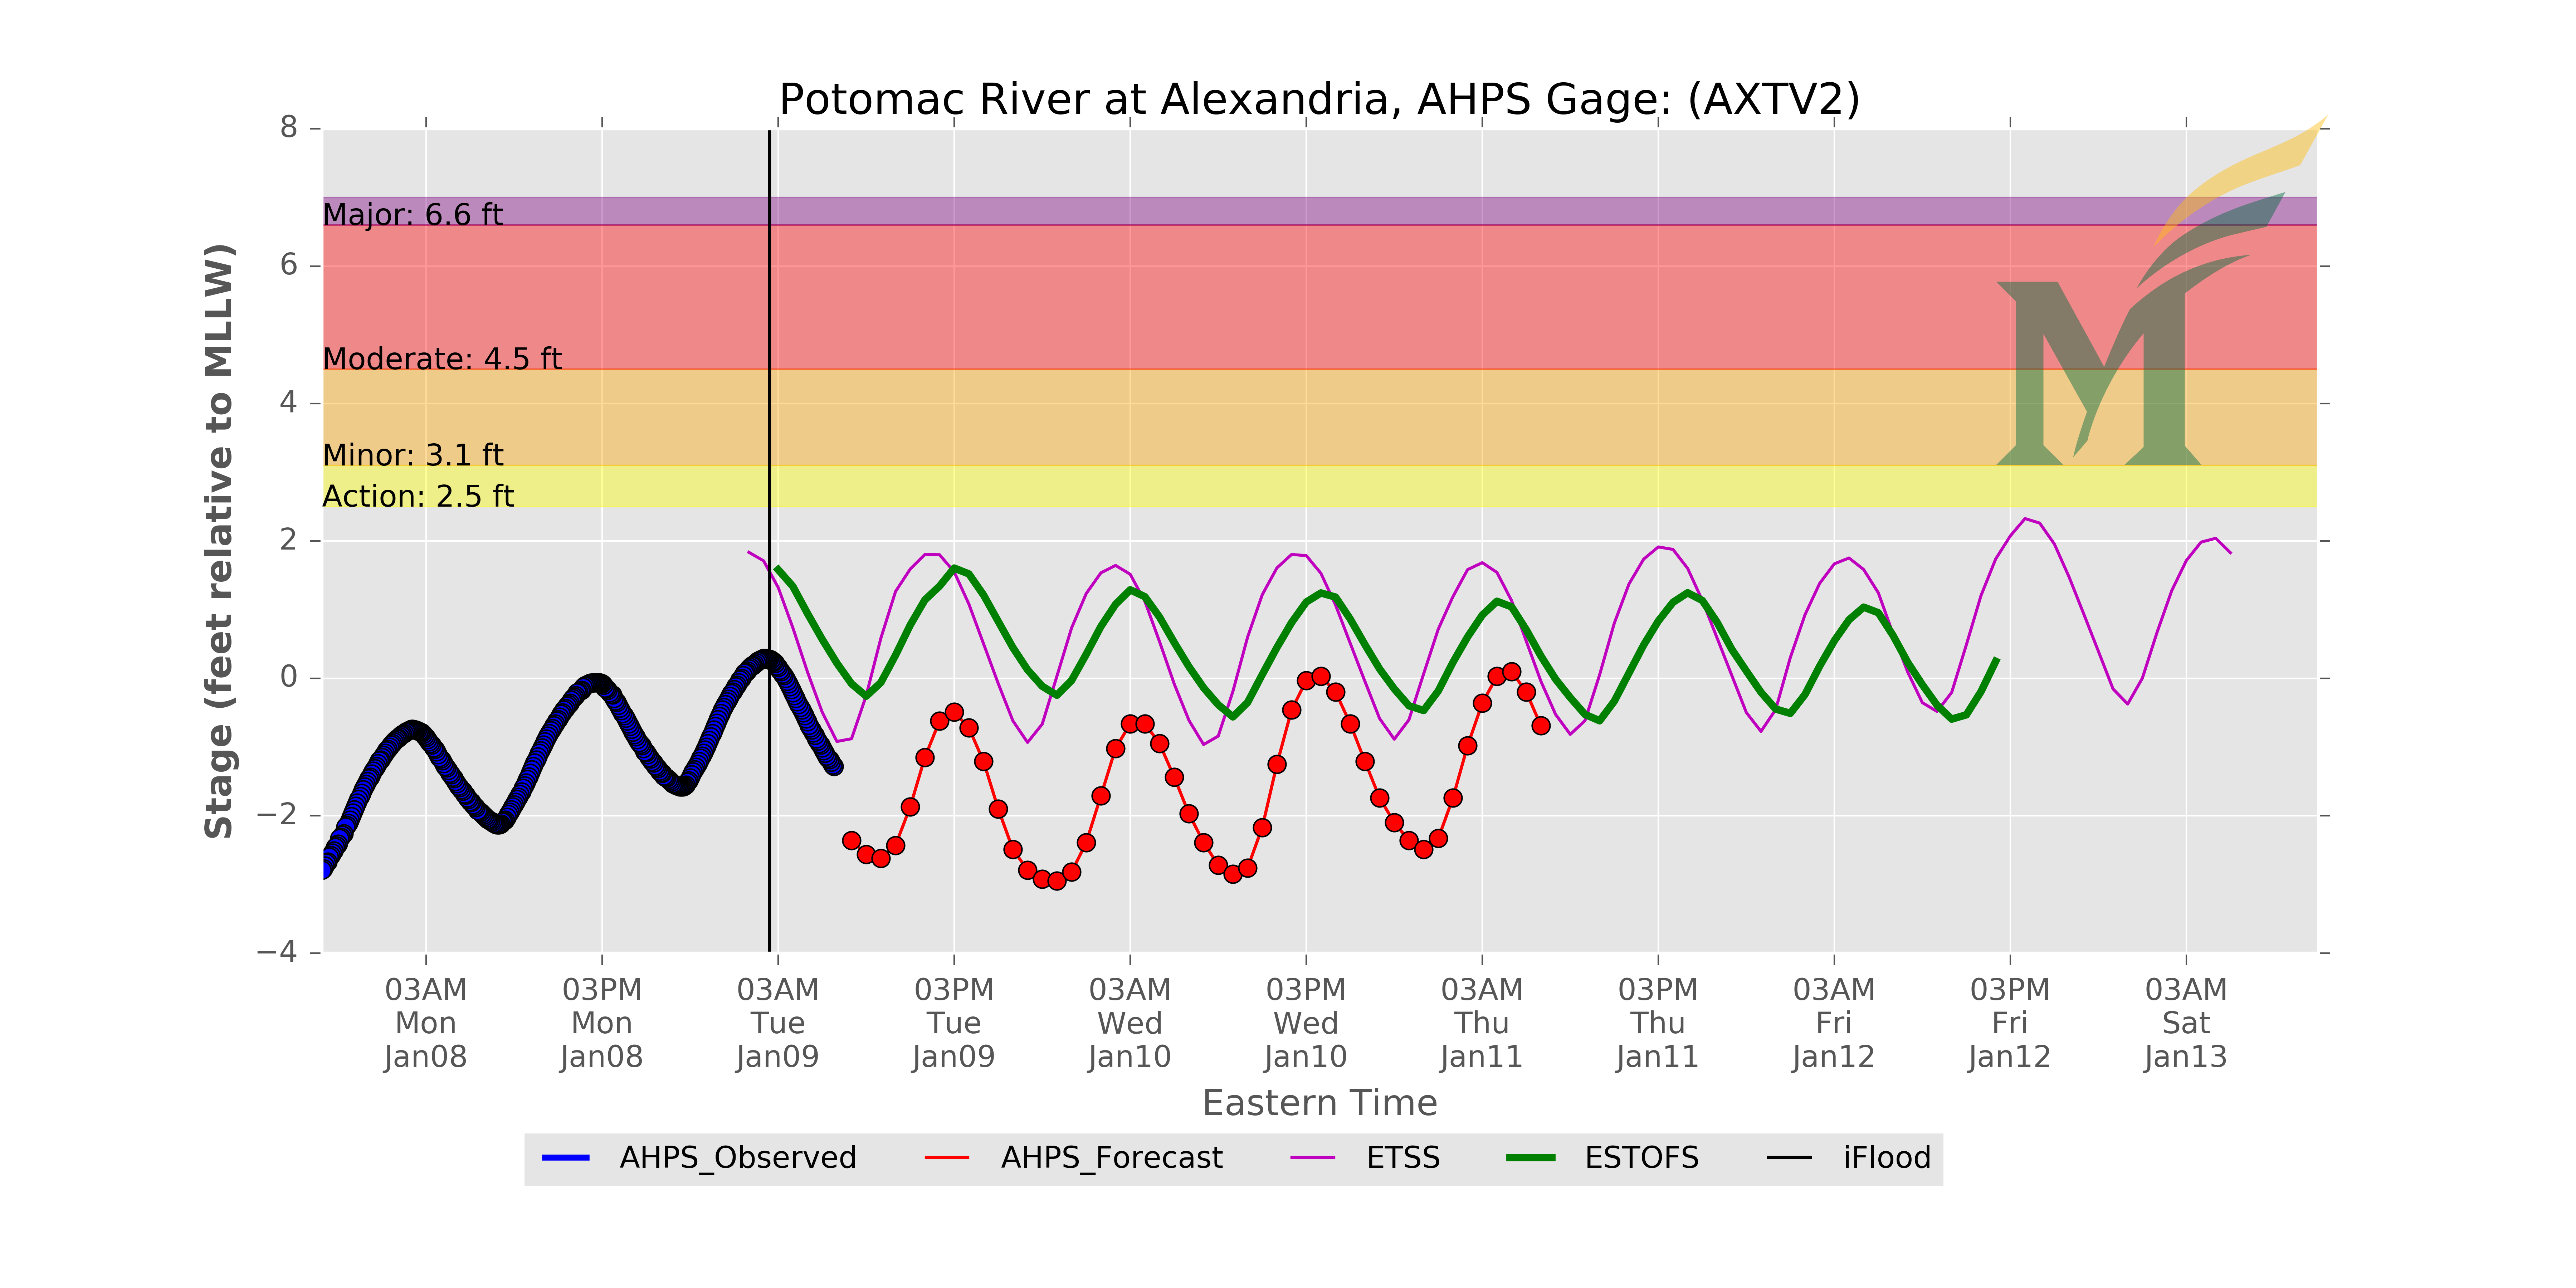 Potomac River at Alexandria, AHPS Gage: (AXTV2)
8
6
4
2
0
−2
−4
Stage (feet relative to MLLW)
Major: 6.6 ft
Moderate: 4.5 ft
Minor: 3.1 ft
Action: 2.5 ft
M
03AM 03PM 03AM 03PM 03AM 03PM 03AM 03PM 03AM 03PM 03AM
Mon Mon Tue Tue Wed Wed Thu Thu Fri Fri Sat
Jan08 Jan08 Jan09 Jan09 Jan10 Jan10 Jan11 Jan11 Jan12 Jan12 Jan13
Eastern Time
AHPS_Observed AHPS_Forecast ETSS ESTOFS iFlood